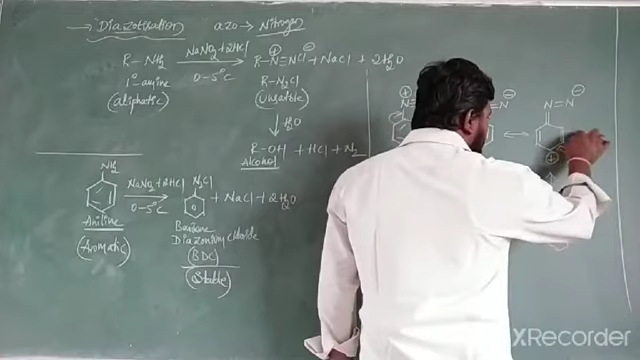 → Diazotisation azo → Nitrogen
R-NH₂ NaNO₂+2HCl 0-5°C R-N⊕=NCl⊖+NaCl+2H₂O
1°-amine R-N₂Cl
(aliphatic) (Unstable)
↓ H₂O
R-OH + HCl + N₂
Alcohol
NH₂ NaNO₂+2HCl 0-5°C N₂Cl + NaCl+2H₂O
Aniline Benzene
(Aromatic) Diazonium chloride
(BDC)
(Stable)
⊕ ⊖ ⊖
N= =N ↔ N=N
⊕
XRecorder